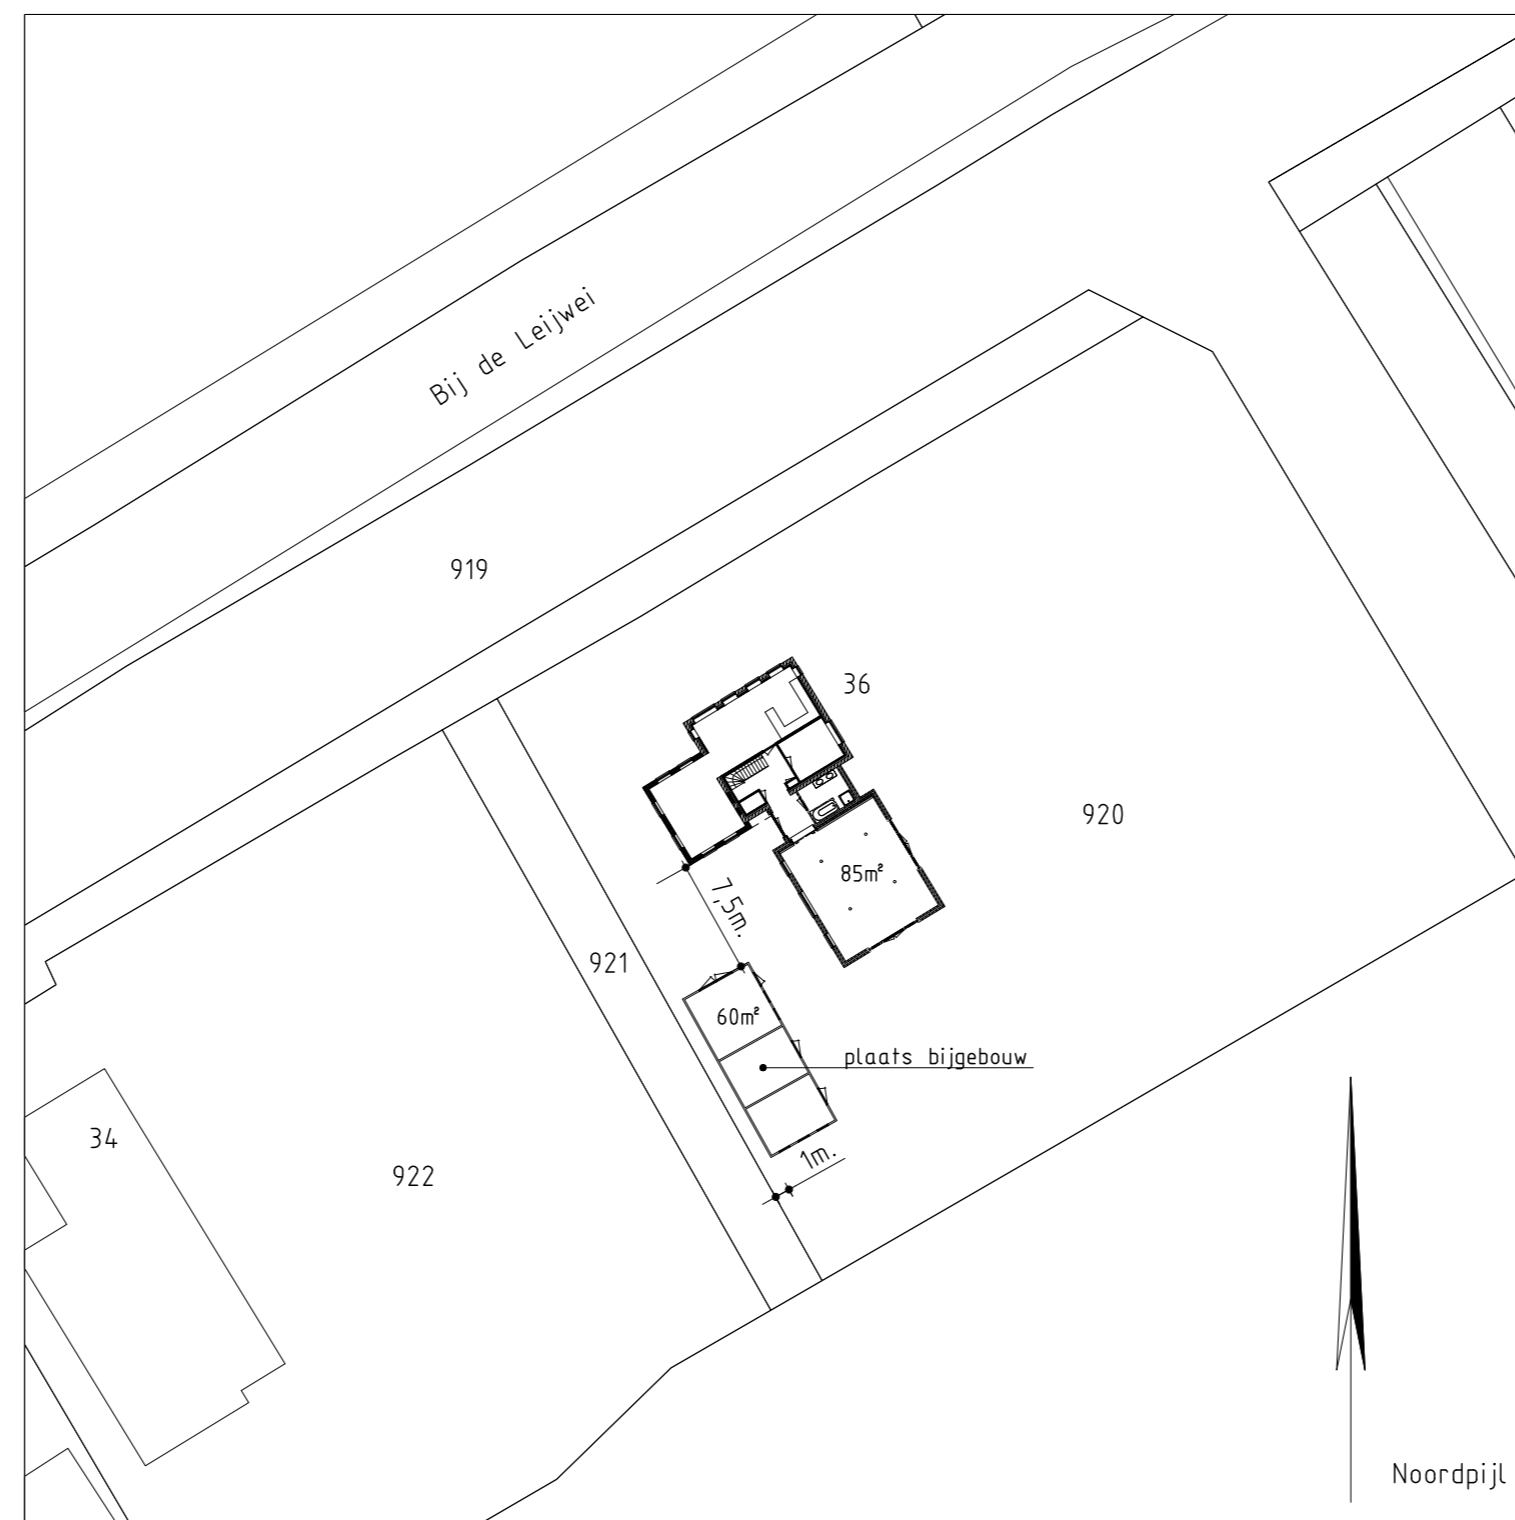 Bij de Leijwei
919
36
920
85m²
7,5m.
921
60m²
plaats bijgebouw
34
1m.
922
Noordpijl